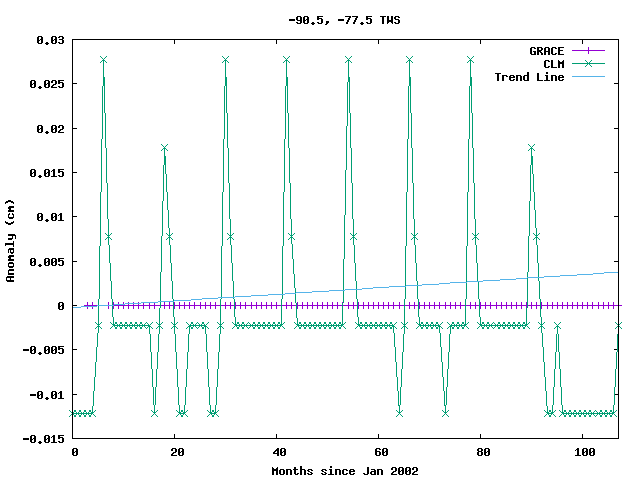 -90.5, -77.5 TWS
0.03
0.025
0.02
0.015
0.01
0.005
0
-0.005
-0.01
-0.015
Anomaly (cm)
GRACE
CLM
Trend Line
0 20 40 60 80 100
Months since Jan 2002